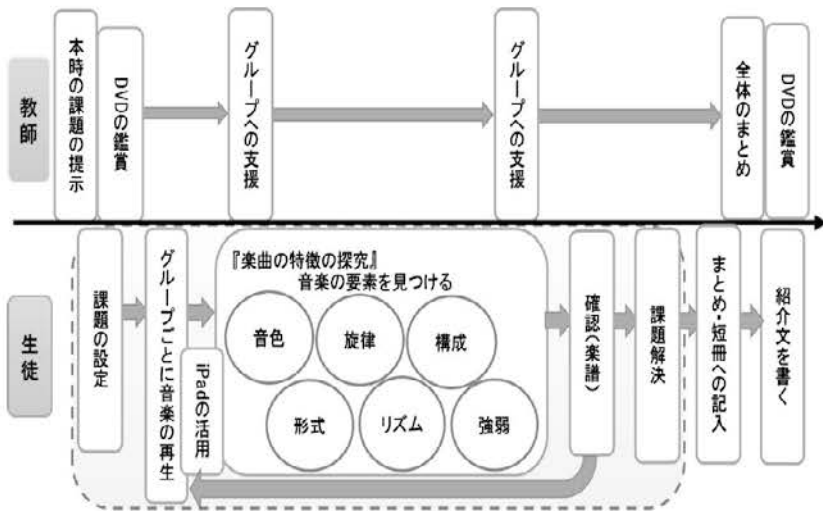 教師
本時の課題の提示
DVDの鑑賞
グループへの支援
グループへの支援
全体のまとめ
DVDの鑑賞
生徒
課題の設定
グループごとに音楽の再生
iPadの活用
『楽曲の特徴の探究』
音楽の要素を見つける
音色
旋律
構成
形式
リズム
強弱
確認(楽譜)
課題解決
まとめ・短冊への記入
紹介文を書く